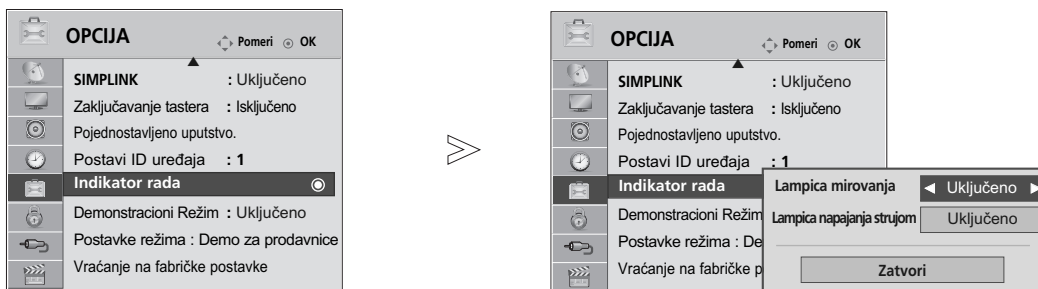 OPCIJA
Pomeri OK
SIMPLINK : Uključeno
Zaključavanje tastera : Isključeno
Pojednostavljeno uputstvo.
Postavi ID uređaja : 1
Indikator rada
Demonstracioni Režim : Uključeno
Postavke režima : Demo za prodavnice
Vraćanje na fabričke postavke
OPCIJA
Pomeri OK
SIMPLINK : Uključeno
Zaključavanje tastera : Isključeno
Pojednostavljeno uputstvo.
Postavi ID uređaja : 1
Indikator rada
Demonstracioni Režim
Postavke režima : De
Vraćanje na fabričke p
Lampica mirovanja ◄ Uključeno ►
Lampica napajanja strujom Uključeno
Zatvori